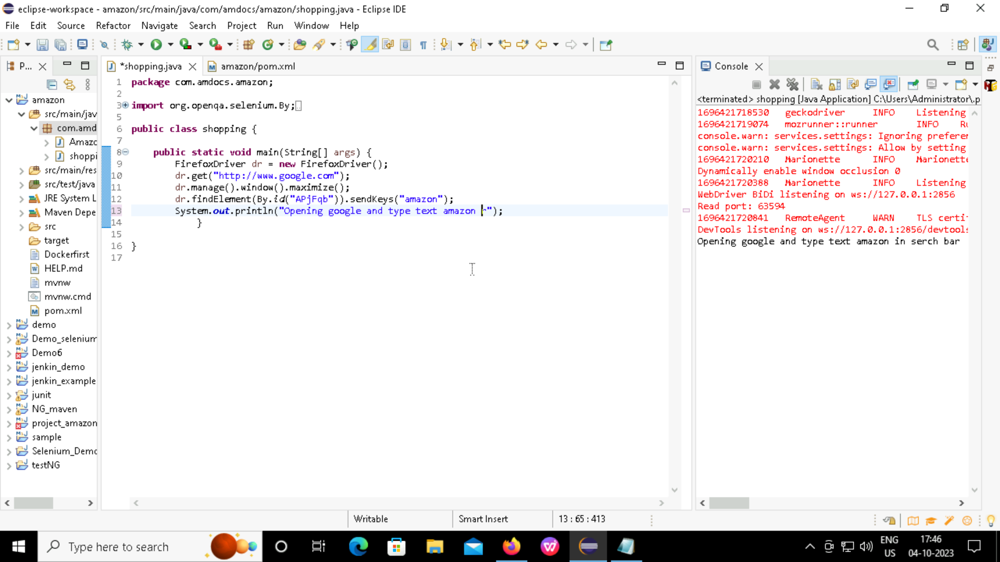 eclipse-workspace - amazon/src/main/java/com/amdocs/amazon/shopping.java - Eclipse IDE
File Edit Source Refactor Navigate Search Project Run Window Help
P...
*shopping.java
amazon/pom.xml
Console
amazon
src/main/jav
com.amd
Amazo
shoppi
src/main/res
src/test/java
JRE System L
Maven Depe
src
target
Dockerfirst
HELP.md
mvnw
mvnw.cmd
pom.xml
demo
Demo_selenium
Demo6
jenkin_demo
jenkin_example
junit
NG_maven
project_amazon
sample
Selenium_Demo
testNG
1 package com.amdocs.amazon;
2
3 import org.openqa.selenium.By;
5
6 public class shopping {
7
8 public static void main(String[] args) {
9 FirefoxDriver dr = new FirefoxDriver();
10 dr.get("http://www.google.com");
11 dr.manage().window().maximize();
12 dr.findElement(By.id("APjFqb")).sendKeys("amazon");
13 System.out.println("Opening google and type text amazon r");
14 }
15
16 }
17
<terminated> shopping [Java Application] C:\Users\Administrator\.p
1696421718530 geckodriver INFO Listening
1696421719074 mozrunner::runner INFO Ru
console.warn: services.settings: Ignoring preferen
console.warn: services.settings: Allow by setting
1696421720210 Marionette INFO Marionette
Dynamically enable window occlusion 0
1696421720388 Marionette INFO Listening
WebDriver BiDi listening on ws://127.0.0.1:2856
Read port: 63594
1696421720841 RemoteAgent WARN TLS certi
DevTools listening on ws://127.0.0.1:2856/devtools
Opening google and type text amazon in serch bar
Writable
Smart Insert
13 : 65 : 413
Type here to search
ENG
US
17:46
04-10-2023